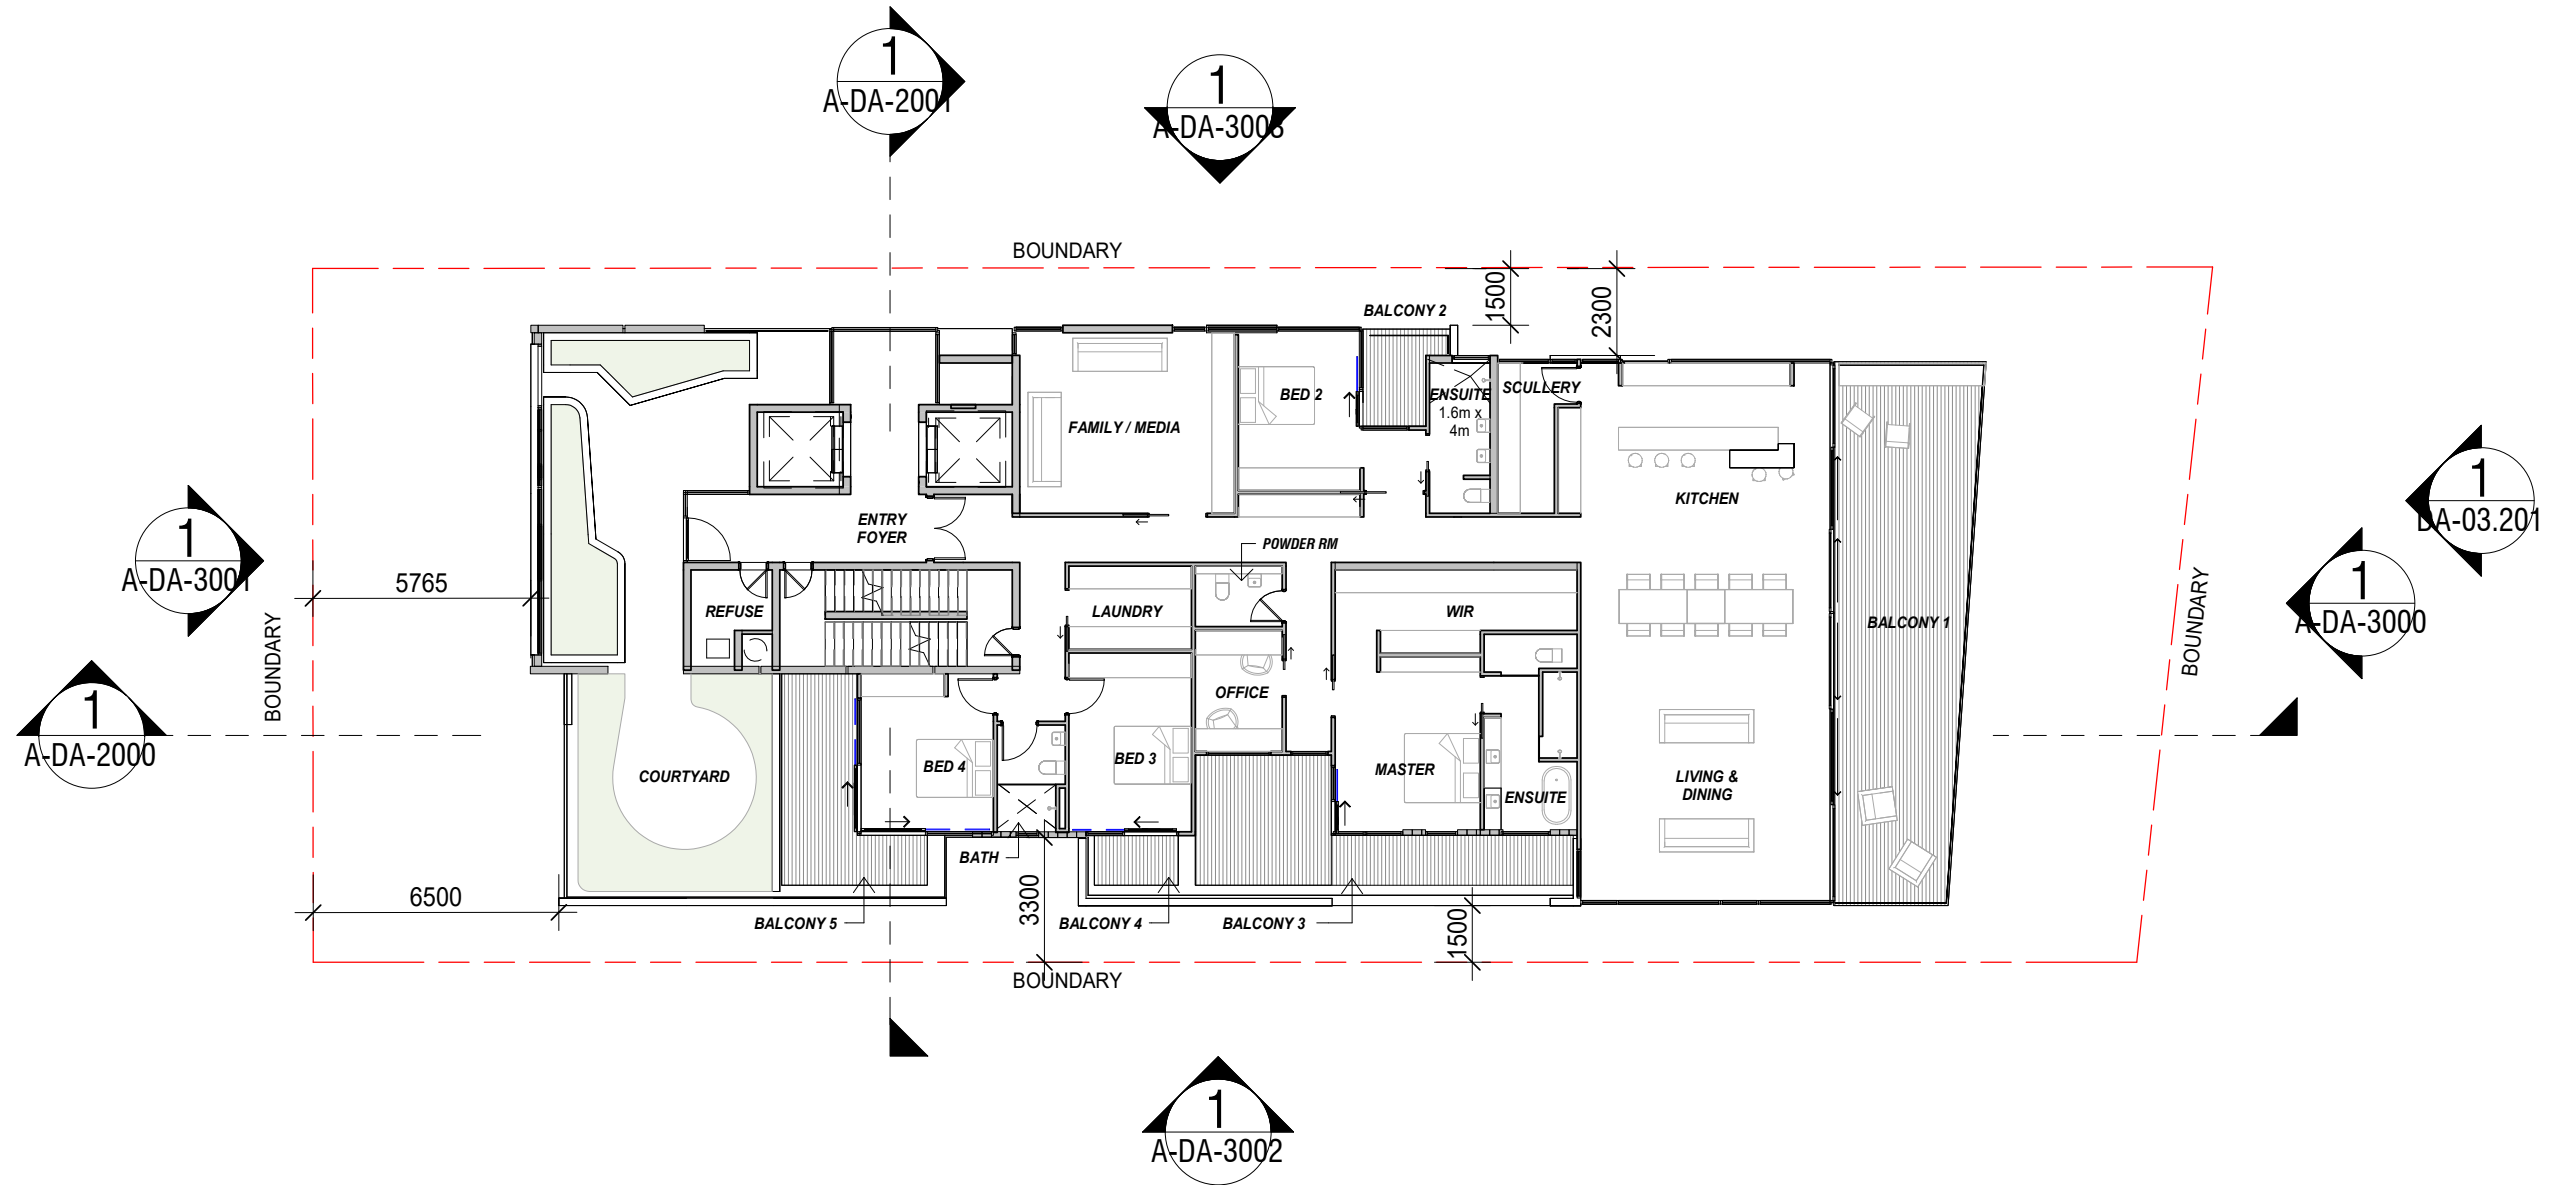 1
A-DA-2001
1
A-DA-3003
BOUNDARY
1500
2300
BALCONY 2
BED 2
ENSUITE
1.6m x
4m
SCULLERY
FAMILY / MEDIA
KITCHEN
1
DA-03.201
ENTRY
FOYER
POWDER RM
1
A-DA-3001
5765
BOUNDARY
REFUSE
LAUNDRY
WIR
BALCONY 1
BOUNDARY
1
A-DA-3000
OFFICE
1
A-DA-2000
COURTYARD
BED 4
BED 3
MASTER
ENSUITE
LIVING &
DINING
BATH
6500
BALCONY 5
3300
BALCONY 4
BALCONY 3
1500
BOUNDARY
1
A-DA-3002